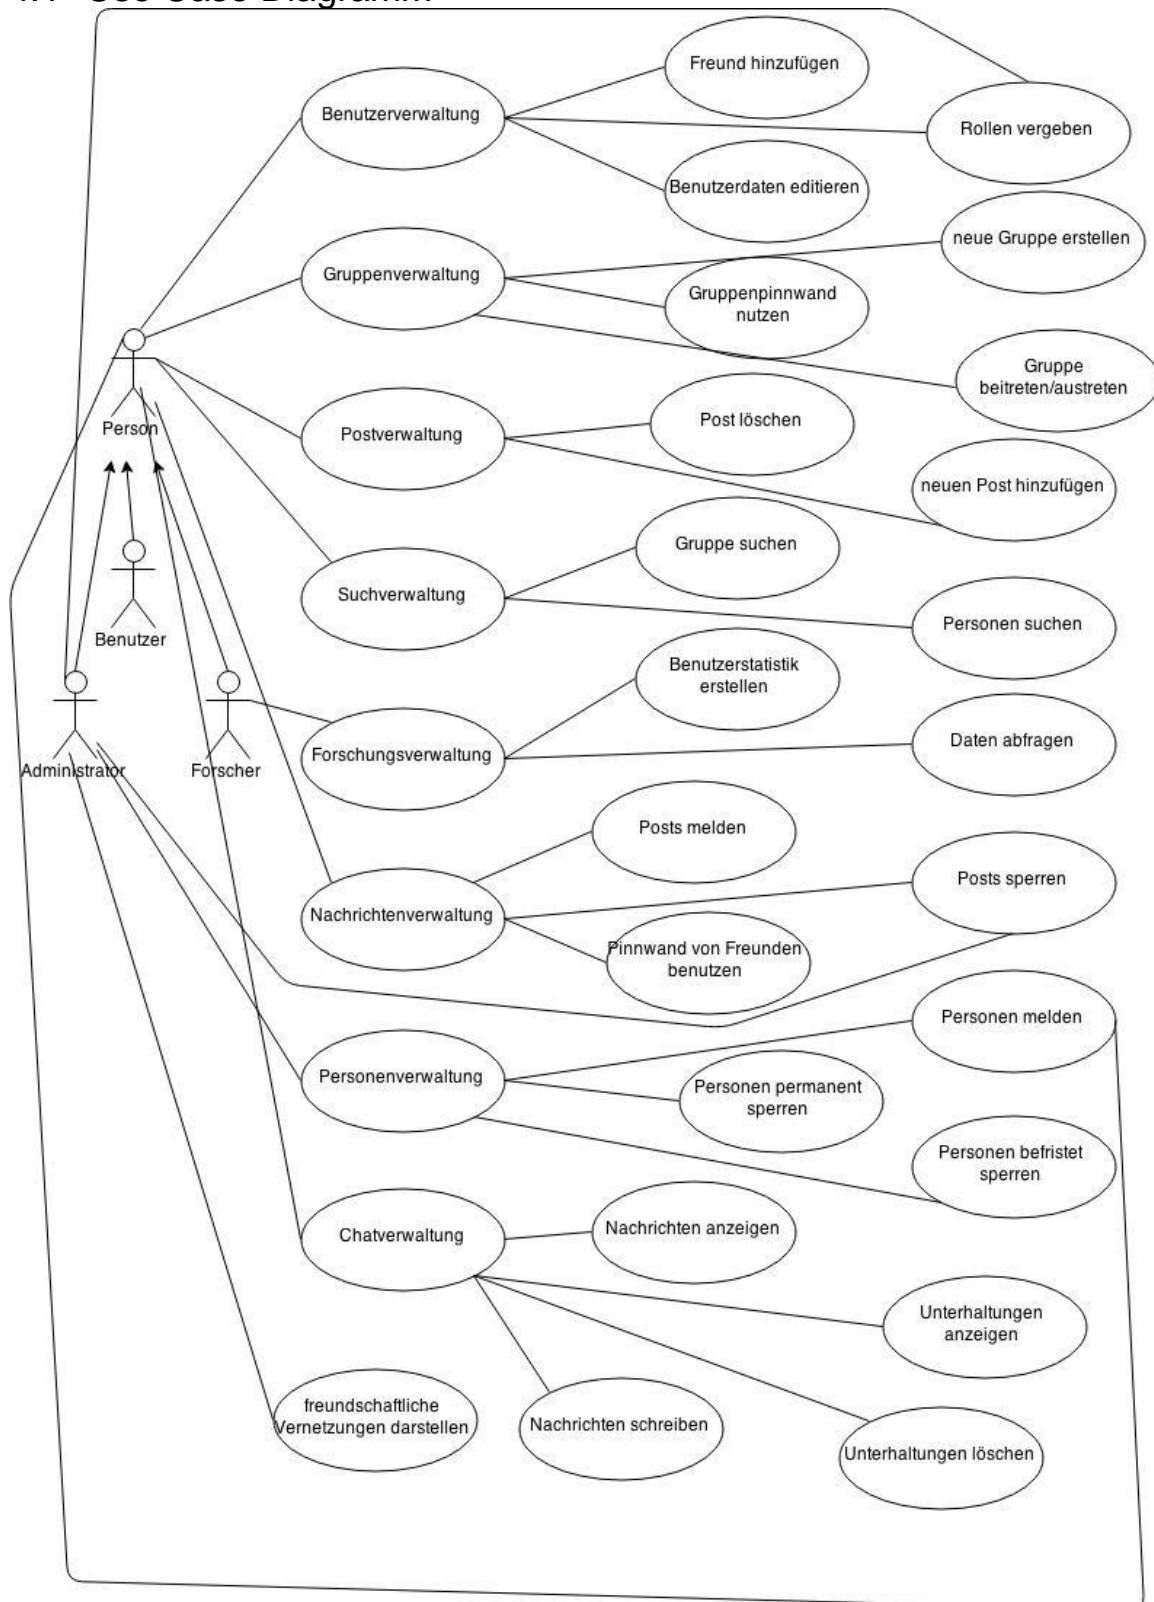 Use Case Diagramm
Freund hinzufügen
Benutzerverwaltung
Rollen vergeben
Benutzerdaten editieren
neue Gruppe erstellen
Gruppenverwaltung
Gruppenpinnwand
nutzen
Gruppe
beitreten/austreten
Person
Postverwaltung
Post löschen
neuen Post hinzufügen
Gruppe suchen
Suchverwaltung
Personen suchen
Benutzer
Benutzerstatistik
erstellen
Forschungsverwaltung
Daten abfragen
Administrator
Forscher
Posts melden
Posts sperren
Nachrichtenverwaltung
Pinnwand von Freunden
benutzen
Personen melden
Personenverwaltung
Personen permanent
sperren
Personen befristet
sperren
Chatverwaltung
Nachrichten anzeigen
Unterhaltungen
anzeigen
freundschaftliche
Vernetzungen darstellen
Nachrichten schreiben
Unterhaltungen löschen